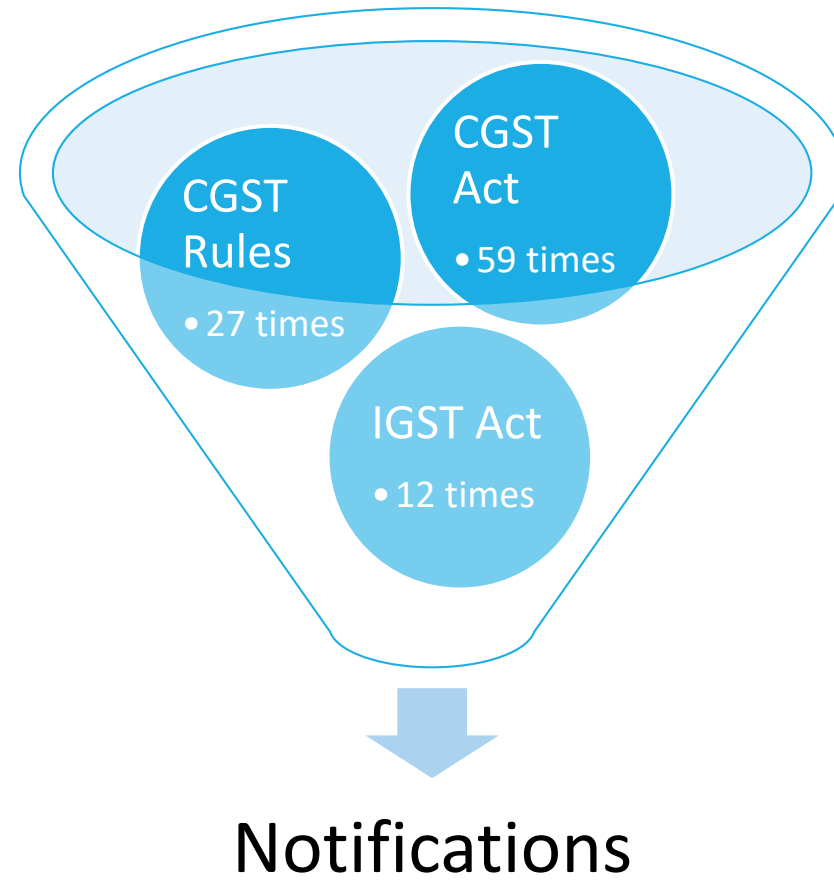 CGST
Act
• 59 times
CGST
Rules
• 27 times
IGST Act
• 12 times
Notifications